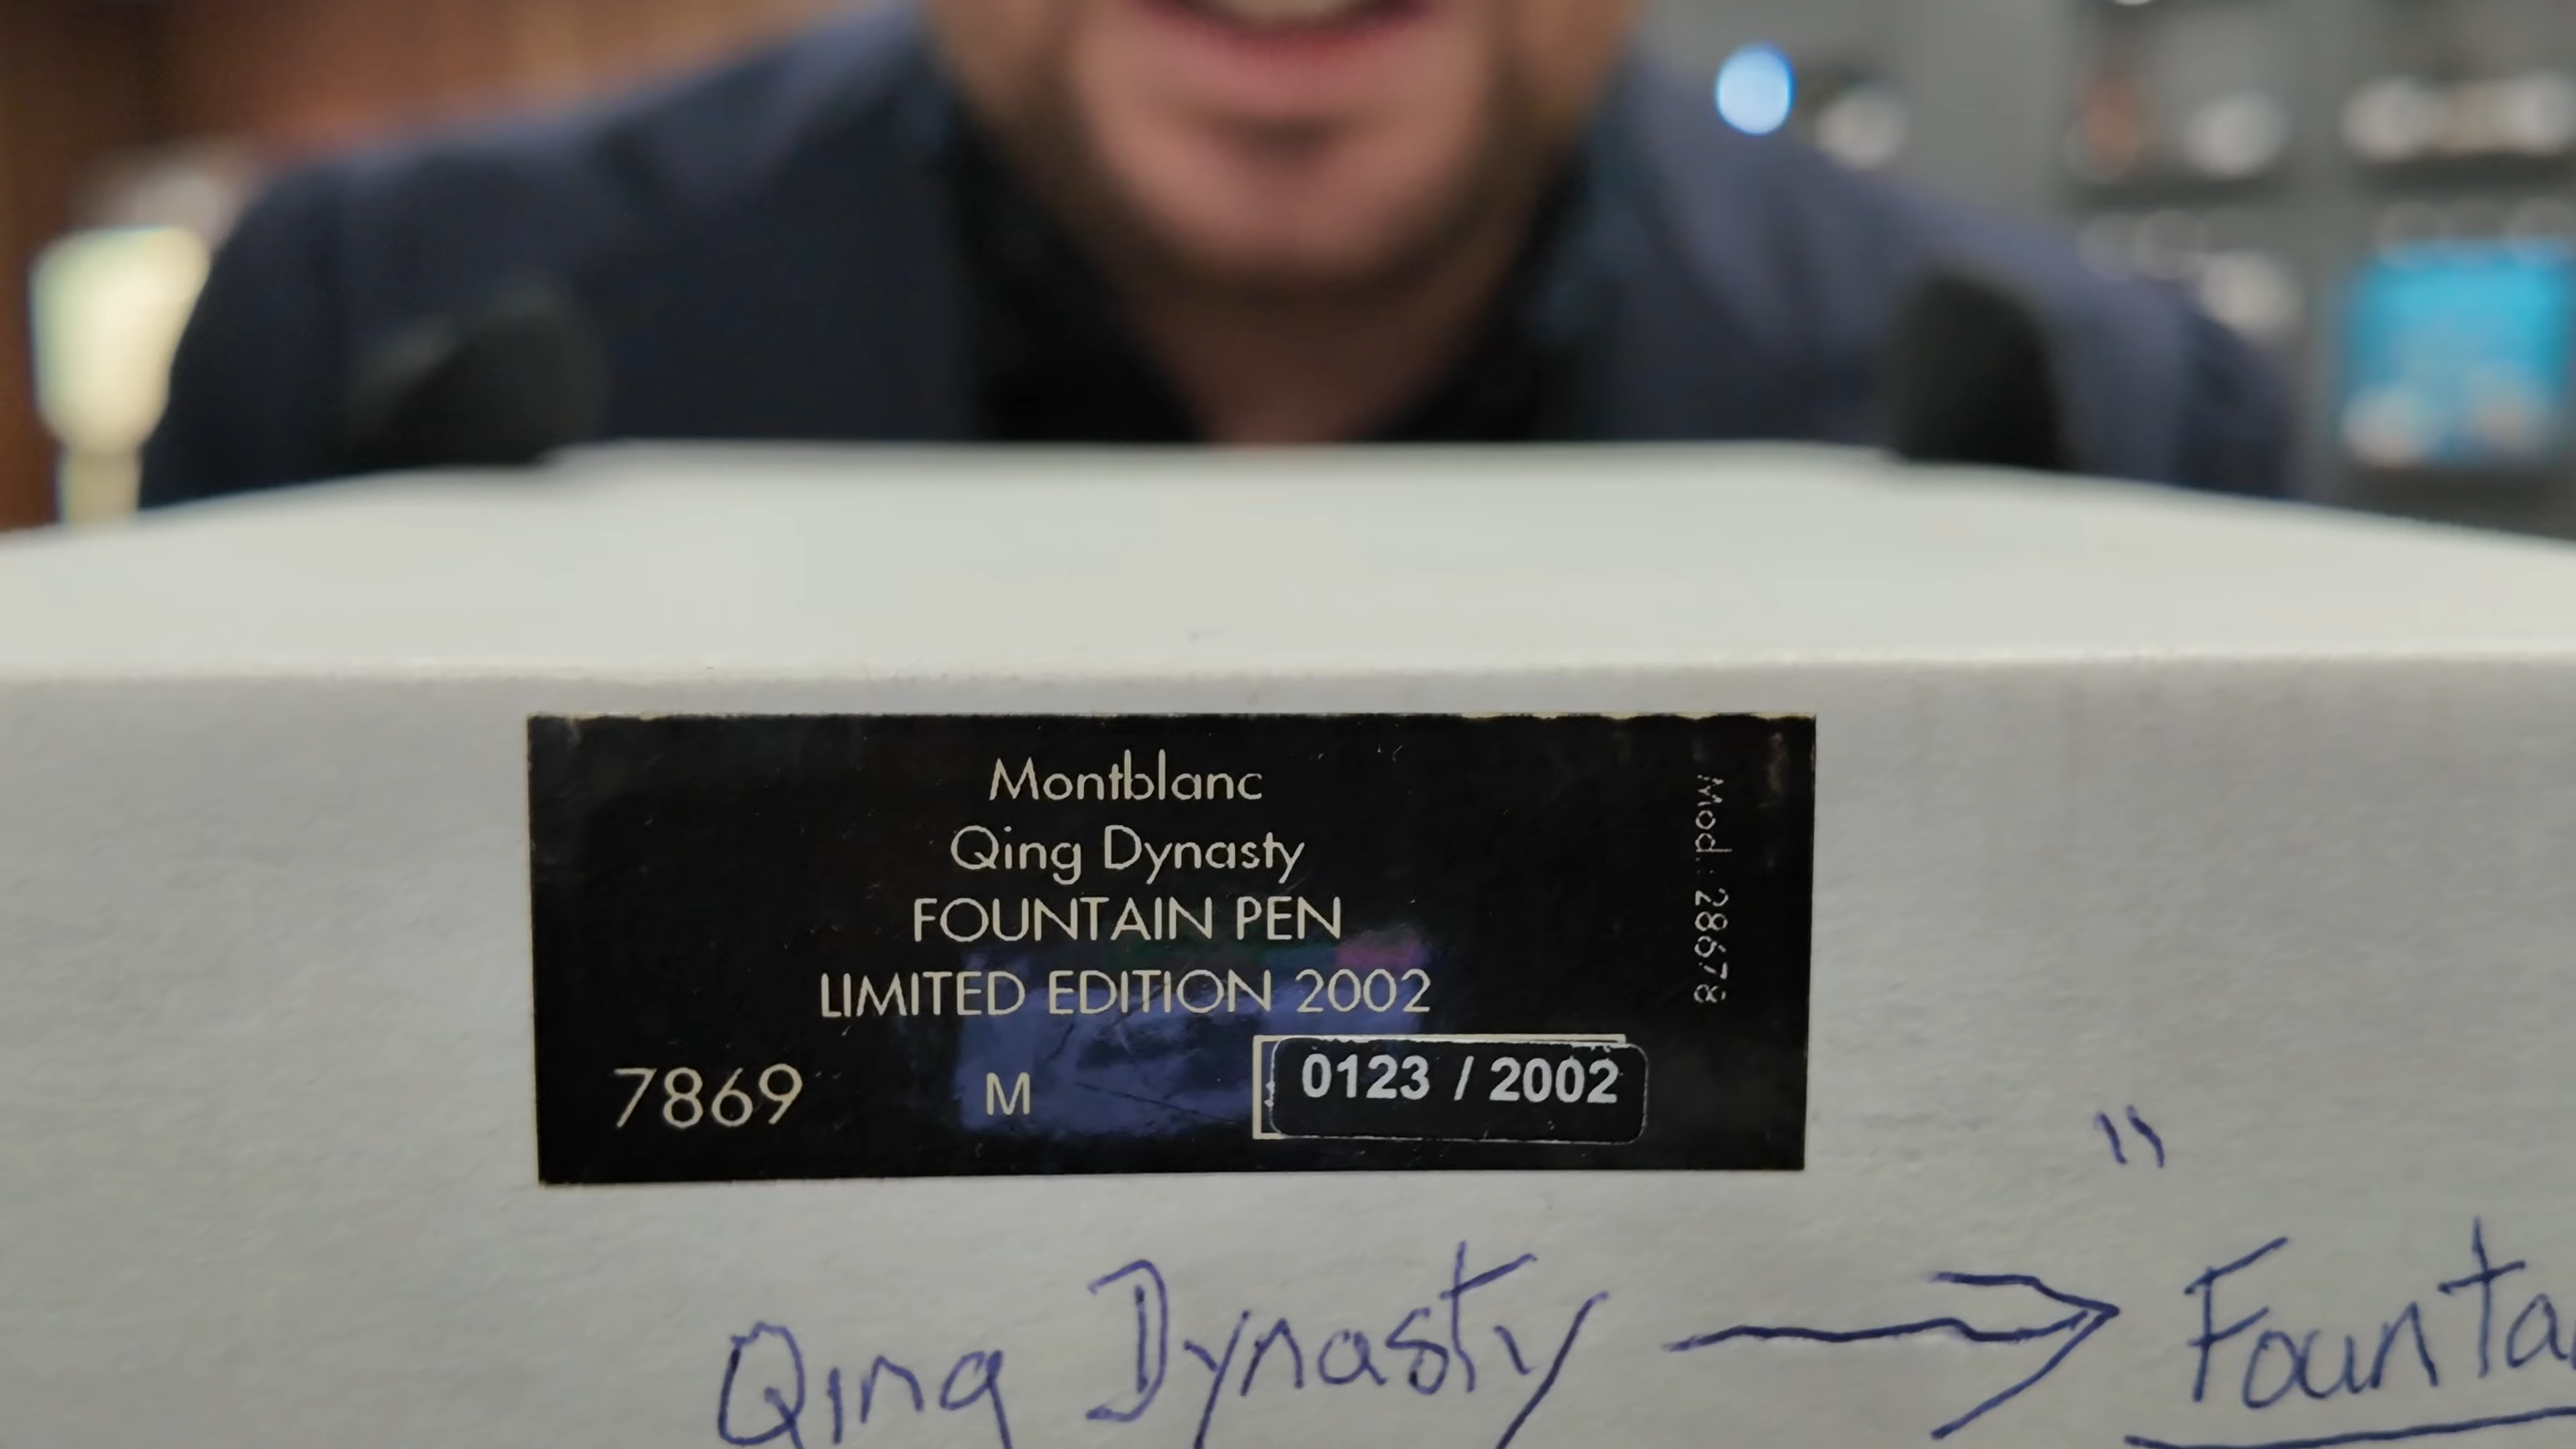 Montblanc
Qing Dynasty
FOUNTAIN PEN
LIMITED EDITION 2002
7869 M 0123 / 2002
Mod.: 28678
"
Qing Dynasty → Founta